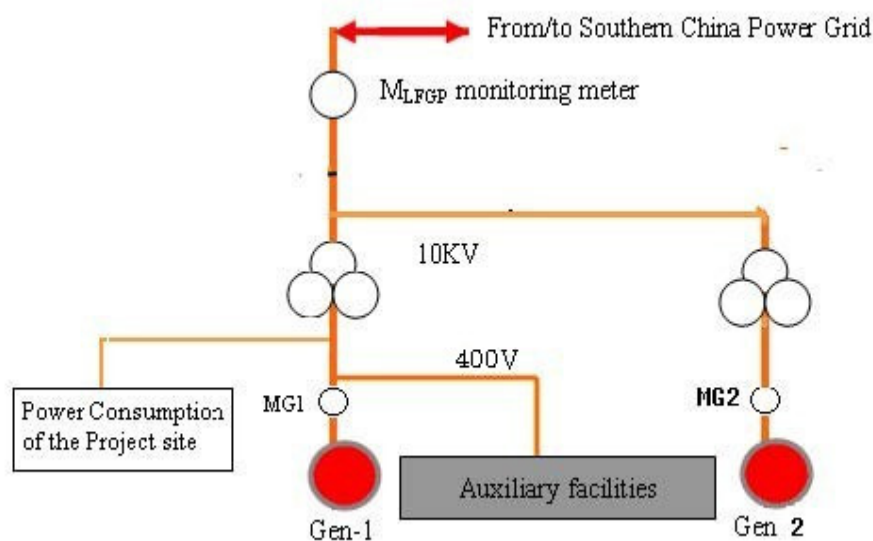 From/to Southern China Power Grid
MLFGP monitoring meter
10KV
400V
MG1
MG2
Power Consumption
of the Project site
Auxiliary facilities
Gen-1
Gen 2